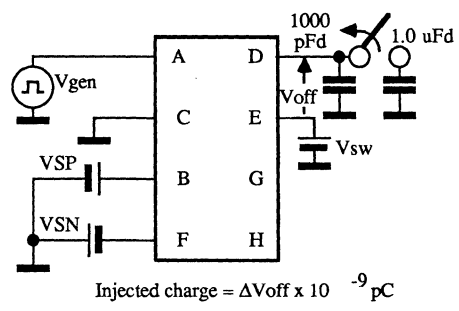 1000
pFd
1.0 uFd
A
D
Vgen
Voff
C
E
Vsw
VSP
B
G
VSN
F
H
Injected charge = ΔVoff x 10 -9 pC